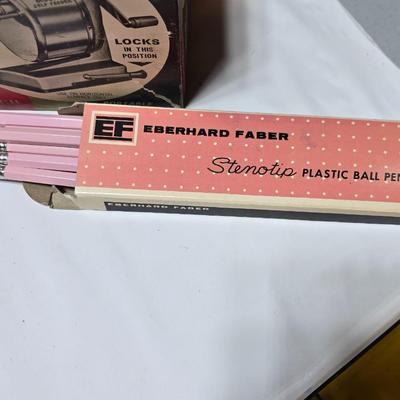 LOCKS
IN THIS
POSITION
EF EBERHARD FABER
Stenotip PLASTIC BALL PEN
EBERHARD FABER